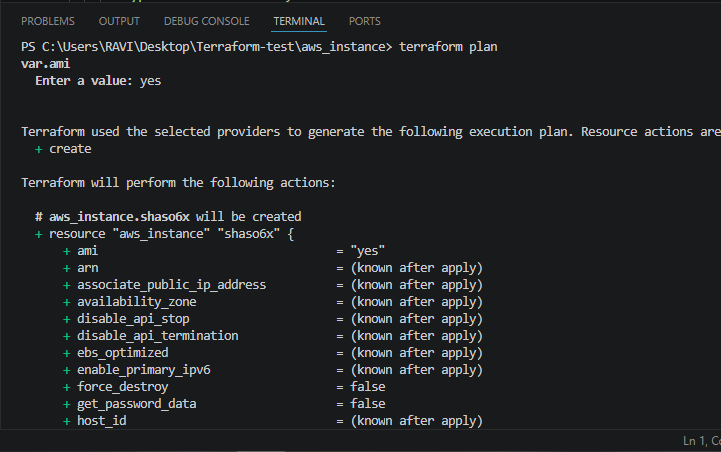 PROBLEMS OUTPUT DEBUG CONSOLE TERMINAL PORTS
PS C:\Users\RAVI\Desktop\Terraform-test\aws_instance> terraform plan
var.ami
  Enter a value: yes

Terraform used the selected providers to generate the following execution plan. Resource actions are
  + create

Terraform will perform the following actions:

  # aws_instance.shaso6x will be created
  + resource "aws_instance" "shaso6x" {
      + ami                                  = "yes"
      + arn                                  = (known after apply)
      + associate_public_ip_address          = (known after apply)
      + availability_zone                    = (known after apply)
      + disable_api_stop                     = (known after apply)
      + disable_api_termination              = (known after apply)
      + ebs_optimized                        = (known after apply)
      + enable_primary_ipv6                  = (known after apply)
      + force_destroy                        = false
      + get_password_data                    = false
      + host_id                              = (known after apply)
Ln 1,